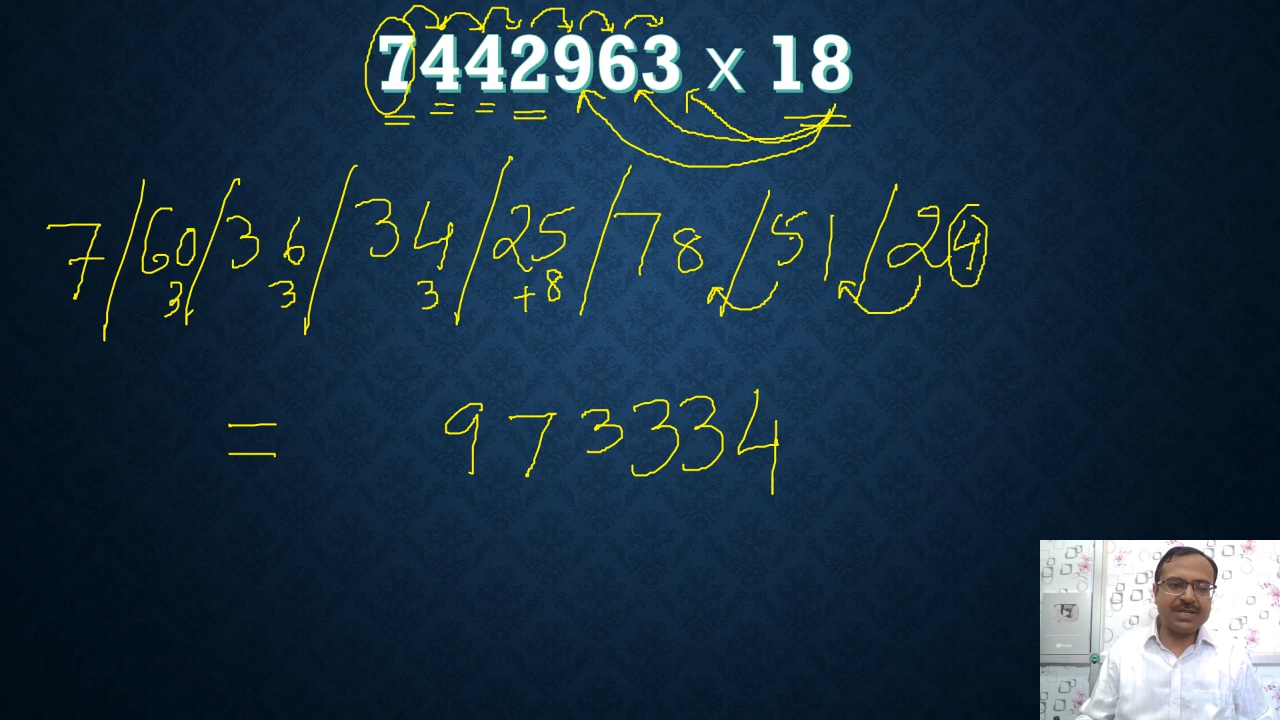 7442963 x 18
7/60/36/34/25/78/51/24
3 3 3 +8
= 973334